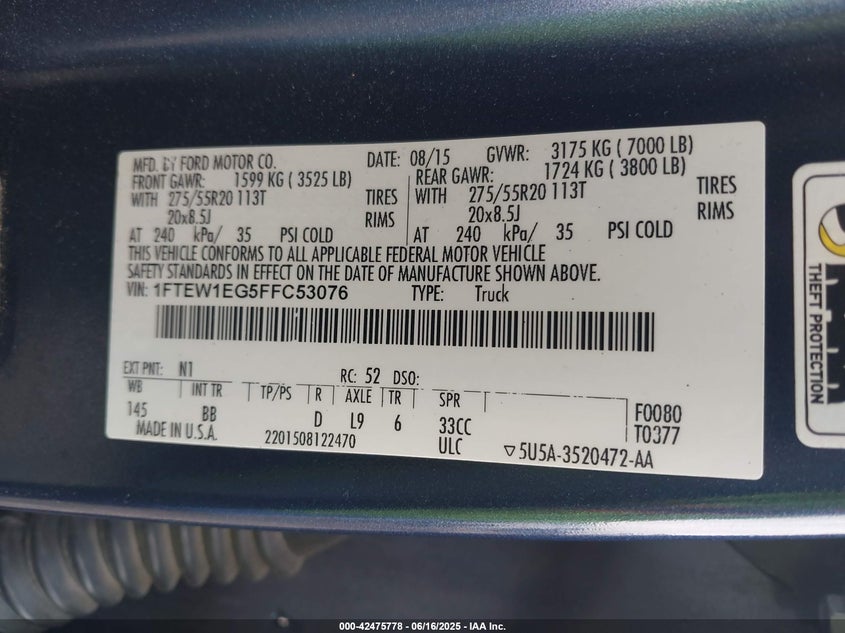 MFD. BY FORD MOTOR CO. DATE: 08/15 GVWR: 3175 KG ( 7000 LB)
FRONT GAWR: 1599 KG ( 3525 LB) REAR GAWR: 1724 KG ( 3800 LB)
WITH 275/55R20 113T TIRES WITH 275/55R20 113T TIRES
20x8.5J RIMS 20x8.5J RIMS
AT 240 kPa/ 35 PSI COLD AT 240 kPa/ 35 PSI COLD
THIS VEHICLE CONFORMS TO ALL APPLICABLE FEDERAL MOTOR VEHICLE
SAFETY STANDARDS IN EFFECT ON THE DATE OF MANUFACTURE SHOWN ABOVE.
VIN: 1FTEW1EG5FFC53076 TYPE: Truck
EXT PNT: N1 RC: 52 DSO:
WB INT TR TP/PS R AXLE TR SPR
145 BB D L9 6 33CC F0080
MADE IN U.S.A. 2201508122470 ULC T0377
▽5U5A-3520472-AA
THEFT PROTECTION
000-42475778 | 06/16/2025 - IAA Inc.